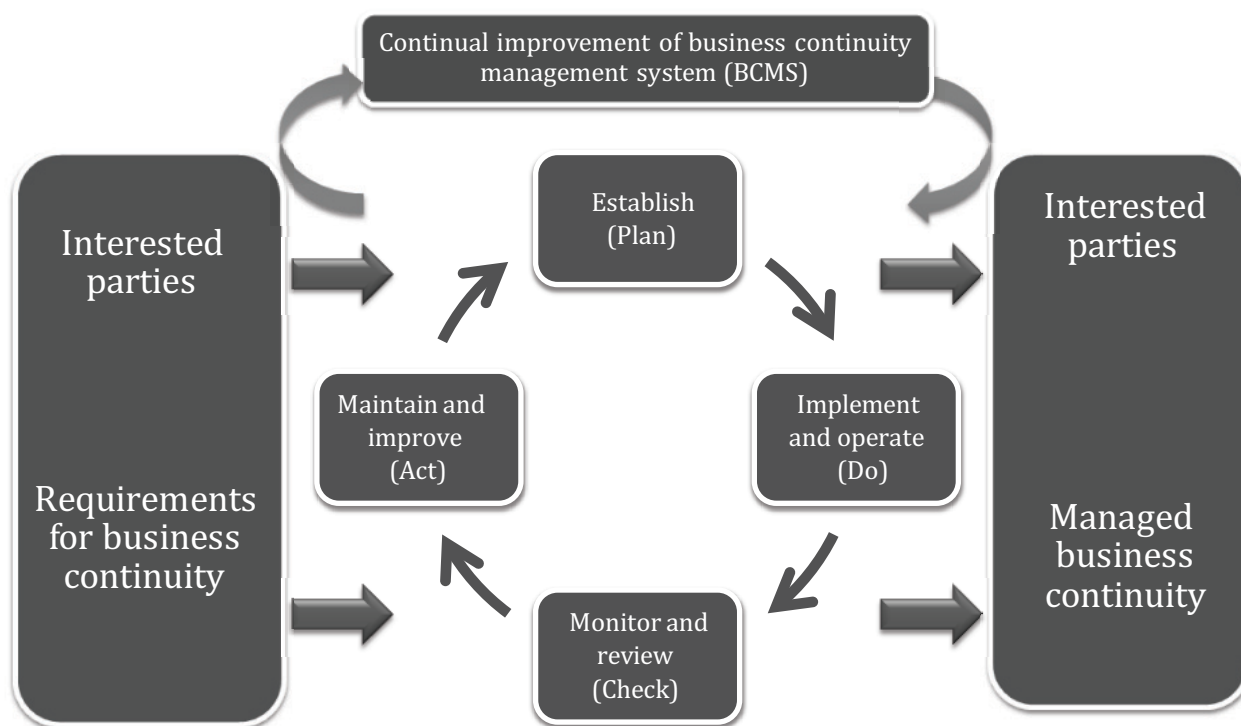 Continual improvement of business continuity
management system (BCMS)
Interested
parties
Requirements
for business
continuity
Establish
(Plan)
Implement
and operate
(Do)
Monitor and
review
(Check)
Maintain and
improve
(Act)
Interested
parties
Managed
business
continuity